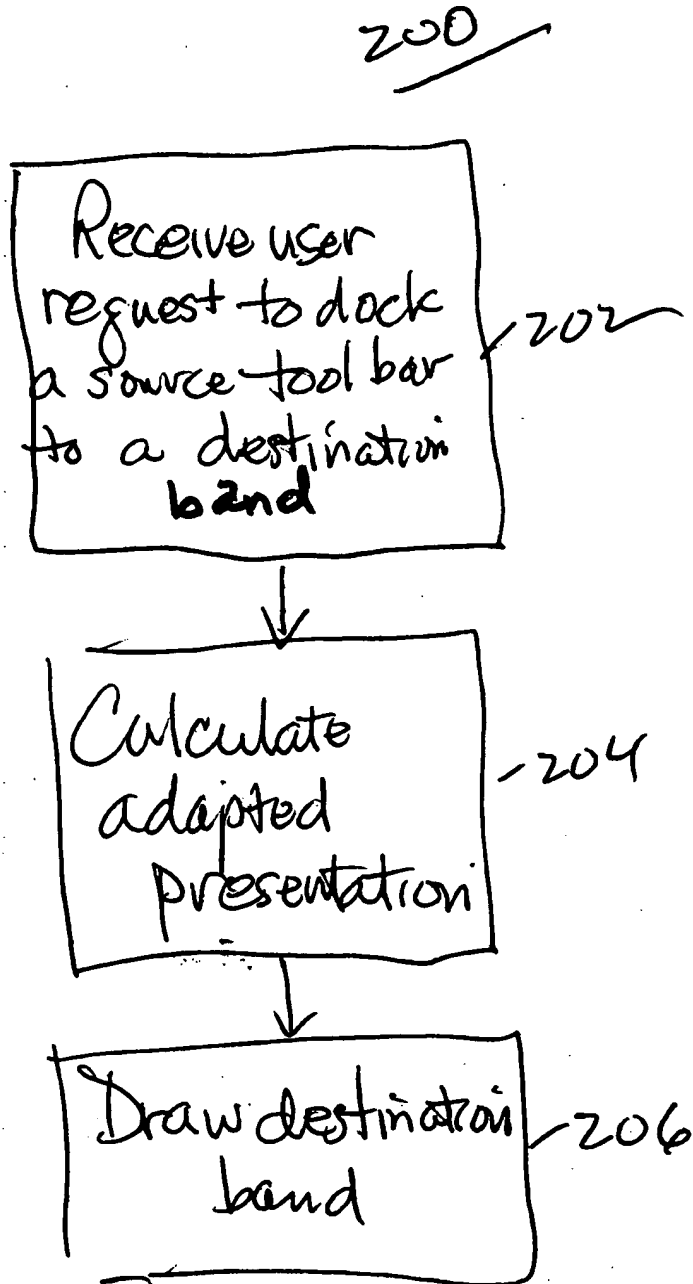 200
Receive user
request to dock
a source tool bar
to a destination
band
202
Calculate
adapted
presentation
204
Draw destination
band
206